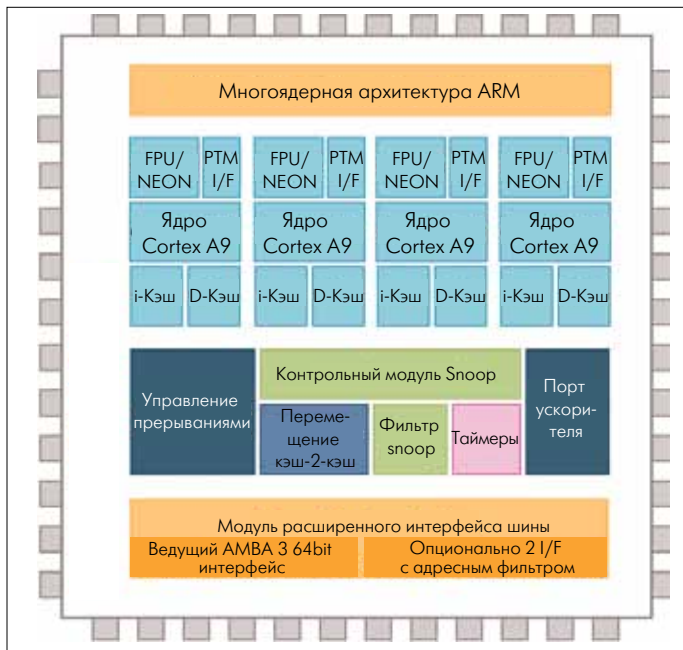 Многоядерная архитектура ARM
FPU/
NEON
PTM
I/F
FPU/
NEON
PTM
I/F
FPU/
NEON
PTM
I/F
FPU/
NEON
PTM
I/F
Ядро
Cortex A9
Ядро
Cortex A9
Ядро
Cortex A9
Ядро
Cortex A9
i-Кэш
D-Кэш
i-Кэш
D-Кэш
i-Кэш
D-Кэш
i-Кэш
D-Кэш
Управление
прерываниями
Контрольный модуль Snoop
Переме-
щение
кэш-2-кэш
Фильтр
snoop
Таймеры
Порт
ускори-
теля
Модуль расширенного интерфейса шины
Ведущий AMBA 3 64bit
интерфейс
Опционально 2 I/F
с адресным фильтром